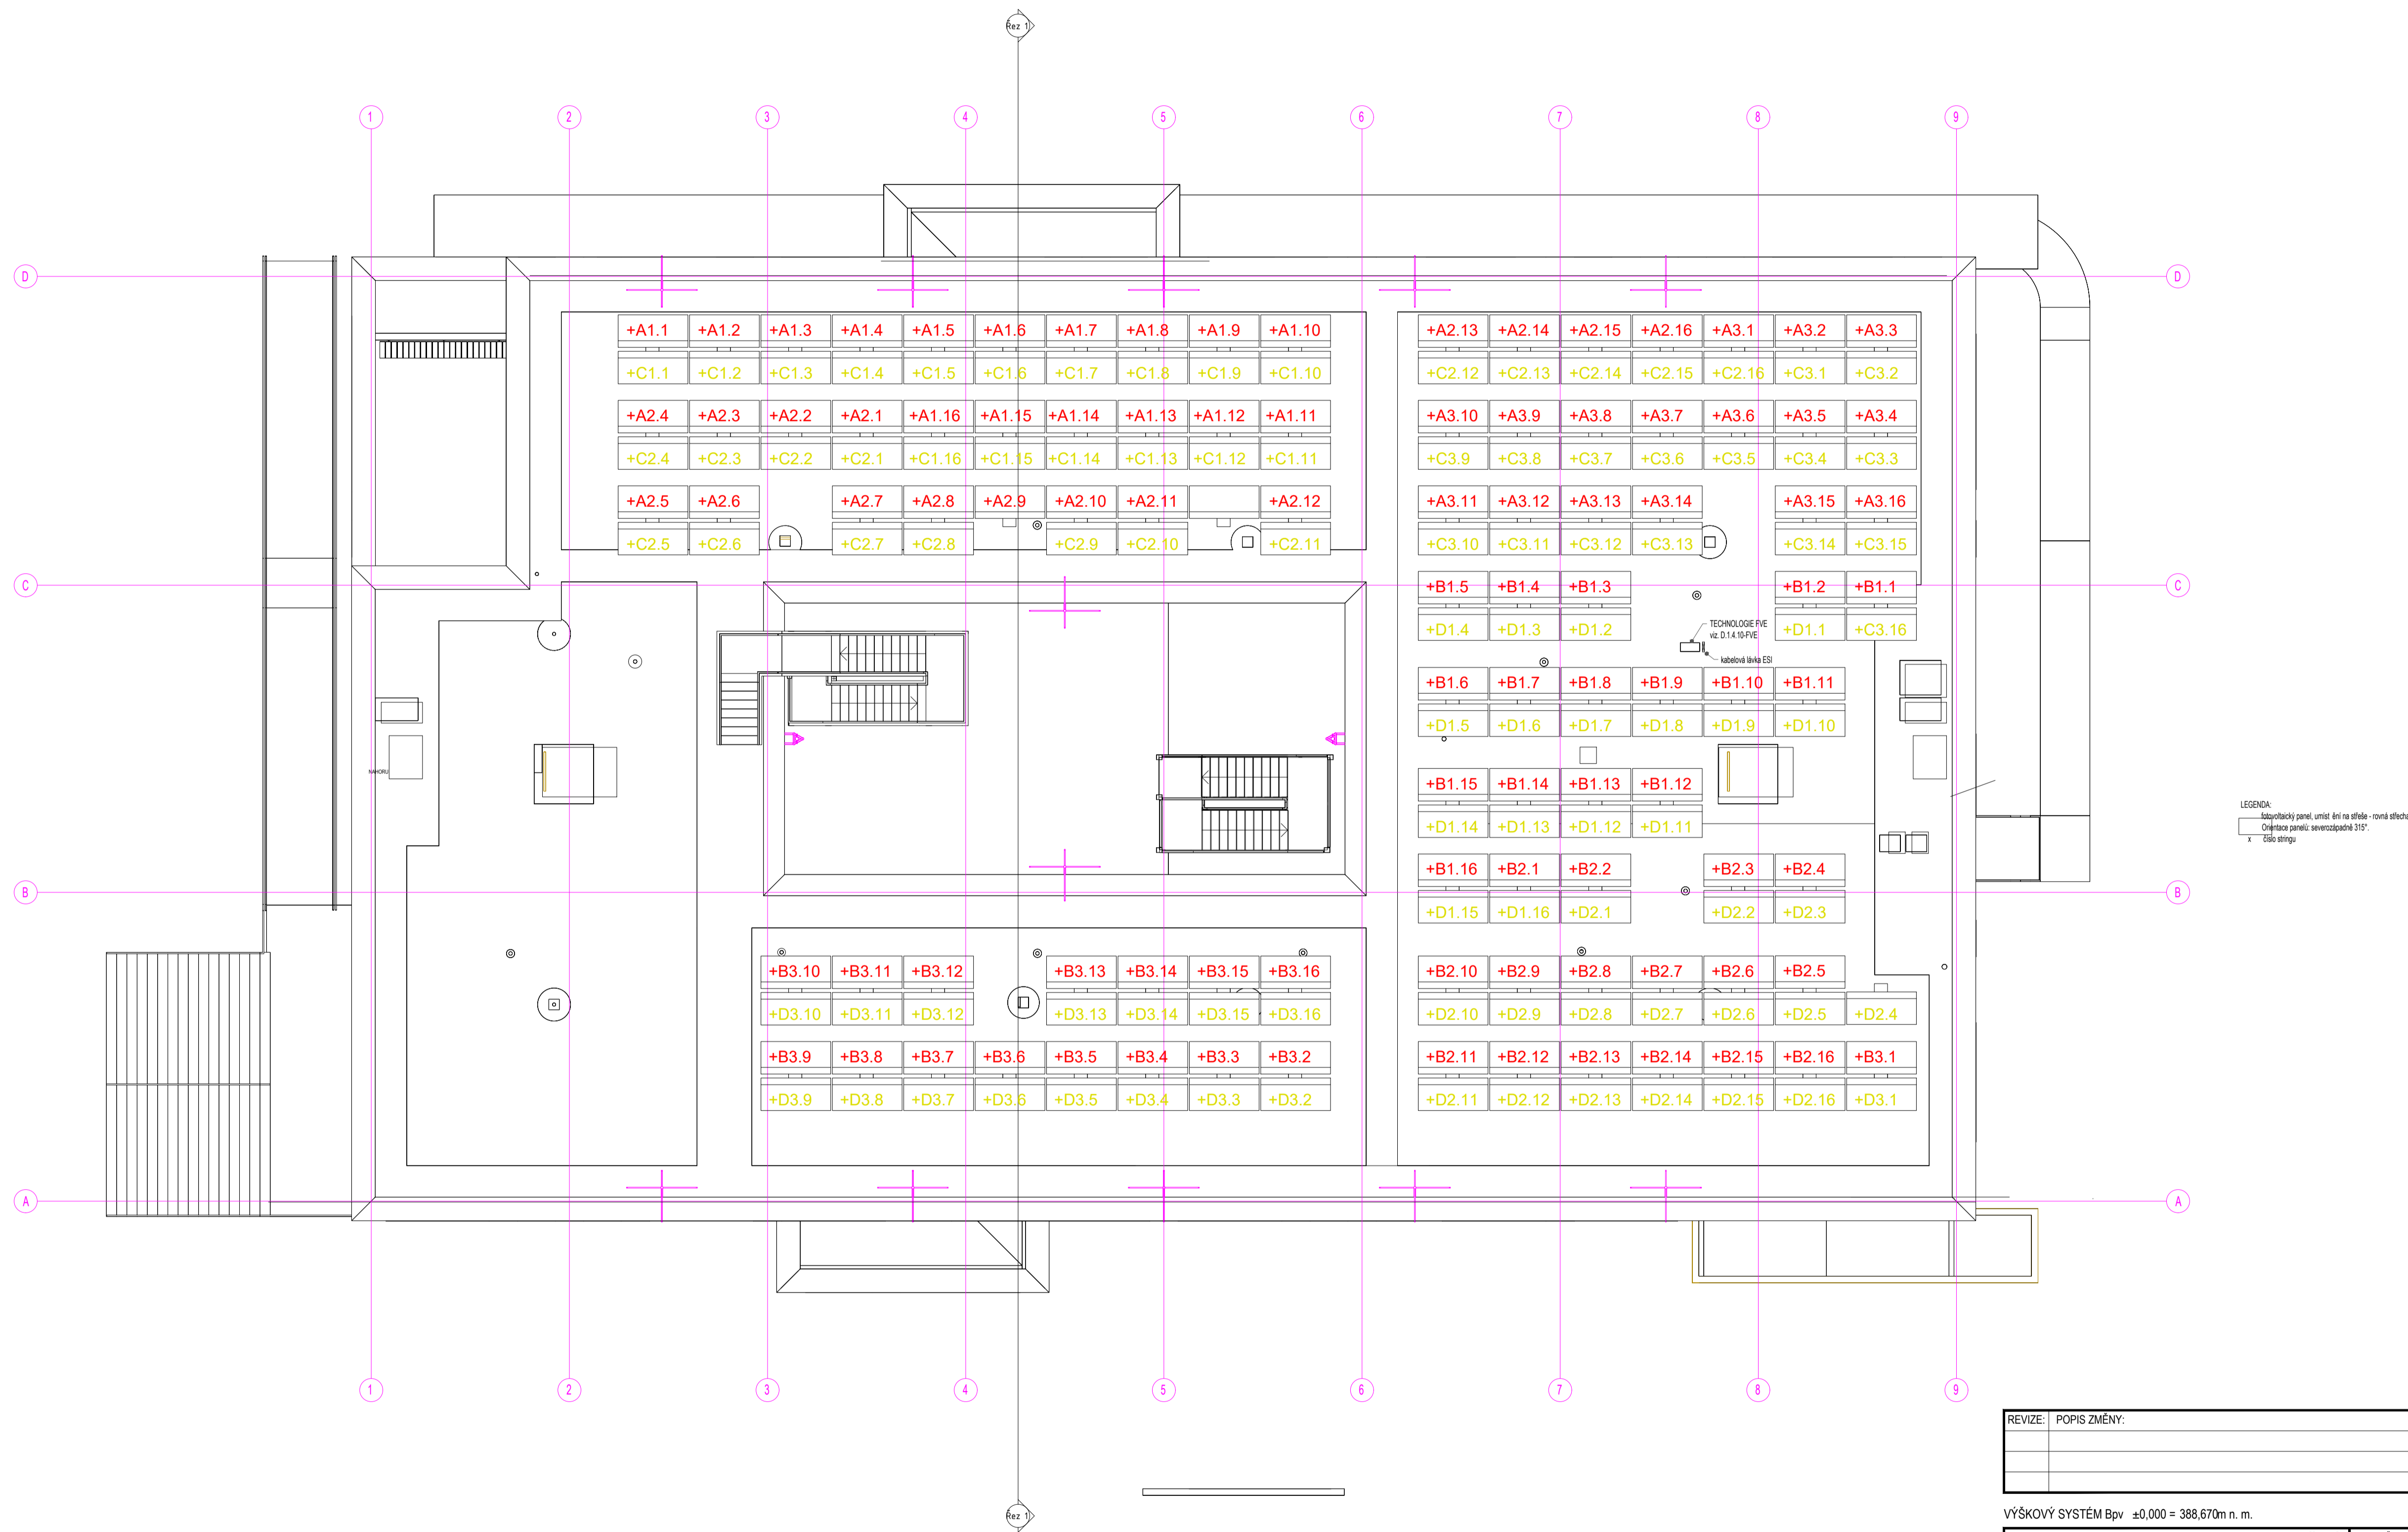 Řez 1
1 2 3 4 5 6 7 8 9
D D
+A1.1 +A1.2 +A1.3 +A1.4 +A1.5 +A1.6 +A1.7 +A1.8 +A1.9 +A1.10 +A2.13 +A2.14 +A2.15 +A2.16 +A3.1 +A3.2 +A3.3
+C1.1 +C1.2 +C1.3 +C1.4 +C1.5 +C1.6 +C1.7 +C1.8 +C1.9 +C1.10 +C2.12 +C2.13 +C2.14 +C2.15 +C2.16 +C3.1 +C3.2
+A2.4 +A2.3 +A2.2 +A2.1 +A1.16 +A1.15 +A1.14 +A1.13 +A1.12 +A1.11 +A3.10 +A3.9 +A3.8 +A3.7 +A3.6 +A3.5 +A3.4
+C2.4 +C2.3 +C2.2 +C2.1 +C1.16 +C1.15 +C1.14 +C1.13 +C1.12 +C1.11 +C3.9 +C3.8 +C3.7 +C3.6 +C3.5 +C3.4 +C3.3
+A2.5 +A2.6 +A2.7 +A2.8 +A2.9 +A2.10 +A2.11 +A2.12 +A3.11 +A3.12 +A3.13 +A3.14 +A3.15 +A3.16
+C2.5 +C2.6 +C2.7 +C2.8 +C2.9 +C2.10 +C2.11 +C3.10 +C3.11 +C3.12 +C3.13 +C3.14 +C3.15
C C
+B1.5 +B1.4 +B1.3 +B1.2 +B1.1
+D1.4 +D1.3 +D1.2 +D1.1 +C3.16
TECHNOLOGIE FVE
viz. D.1.4.10-FVE
kabelová lávka ESI
+B1.6 +B1.7 +B1.8 +B1.9 +B1.10 +B1.11
+D1.5 +D1.6 +D1.7 +D1.8 +D1.9 +D1.10
NAHORU
+B1.15 +B1.14 +B1.13 +B1.12
+D1.14 +D1.13 +D1.12 +D1.11
LEGENDA:
fotovoltaický panel, umíst ění na střeše - rovná střecha
Orientace panelů: severozápadně 315°.
x číslo stringu
+B1.16 +B2.1 +B2.2 +B2.3 +B2.4
B B
+D1.15 +D1.16 +D2.1 +D2.2 +D2.3
+B3.10 +B3.11 +B3.12 +B3.13 +B3.14 +B3.15 +B3.16 +B2.10 +B2.9 +B2.8 +B2.7 +B2.6 +B2.5
+D3.10 +D3.11 +D3.12 +D3.13 +D3.14 +D3.15 +D3.16 +D2.10 +D2.9 +D2.8 +D2.7 +D2.6 +D2.5 +D2.4
+B3.9 +B3.8 +B3.7 +B3.6 +B3.5 +B3.4 +B3.3 +B3.2 +B2.11 +B2.12 +B2.13 +B2.14 +B2.15 +B2.16 +B3.1
+D3.9 +D3.8 +D3.7 +D3.6 +D3.5 +D3.4 +D3.3 +D3.2 +D2.11 +D2.12 +D2.13 +D2.14 +D2.15 +D2.16 +D3.1
A A
1 2 3 4 5 6 7 8 9
REVIZE: POPIS ZMĚNY:
Řez 1
VÝŠKOVÝ SYSTÉM Bpv ±0,000 = 388,670m n. m.